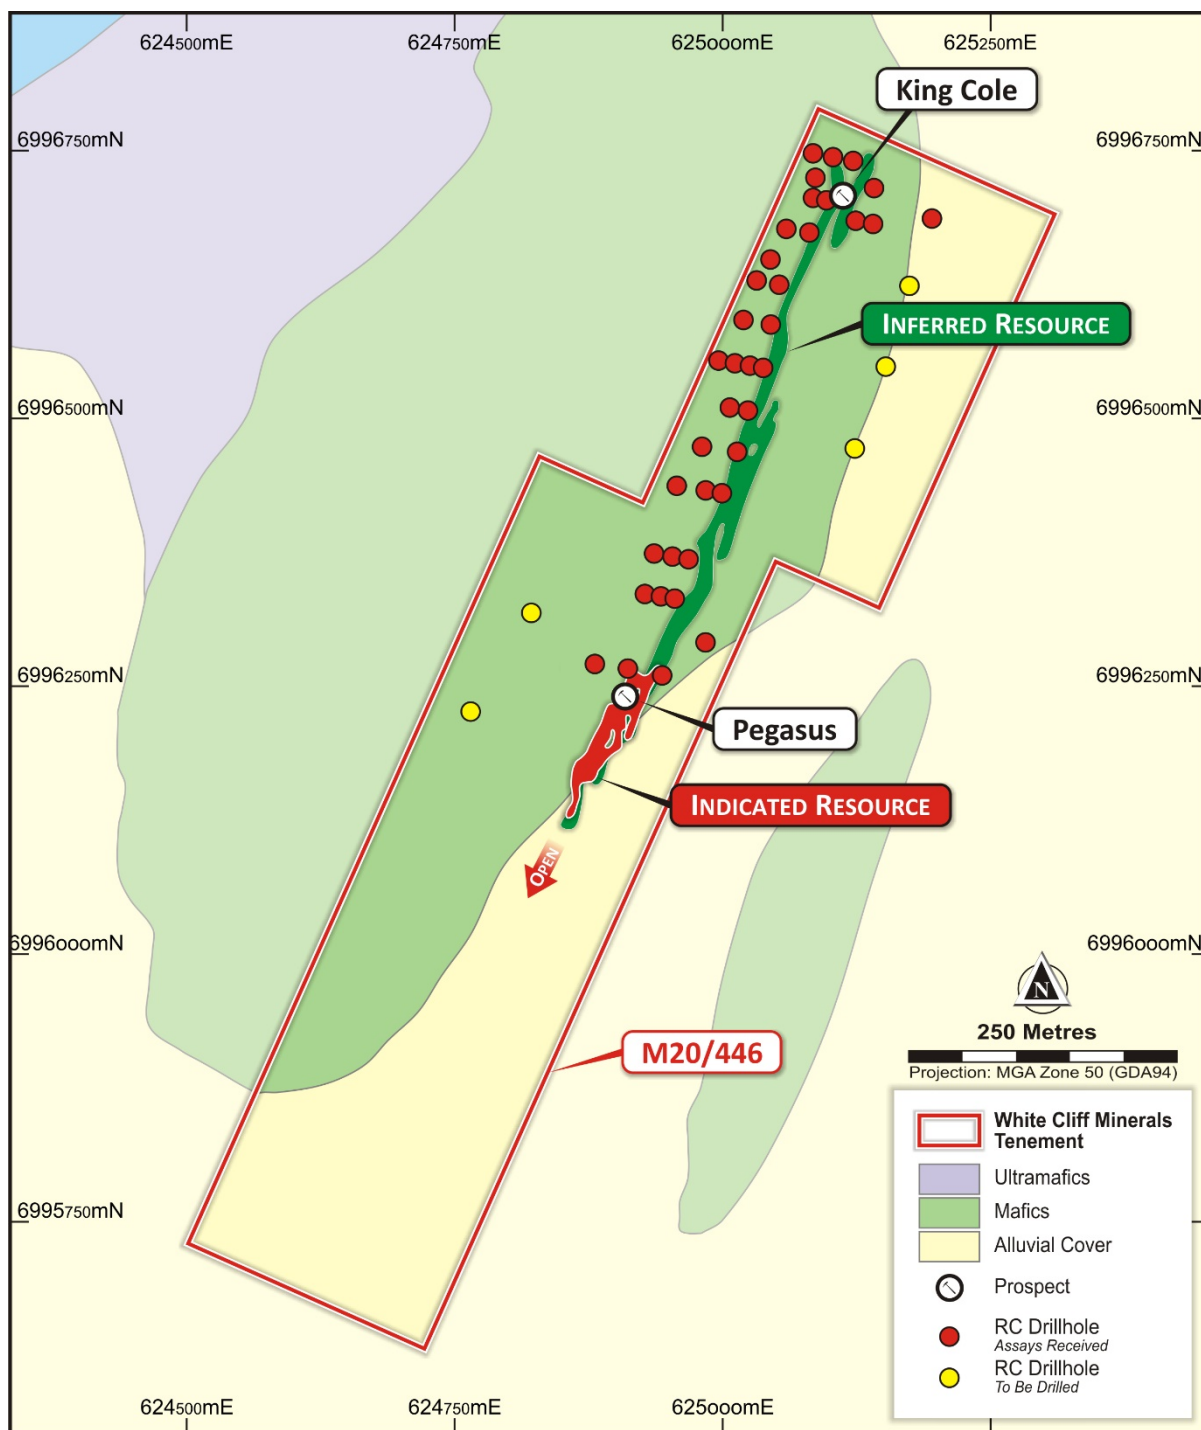 624500mE
624750mE
625000mE
625250mE
King Cole
6996750mN
6996750mN
INFERRED RESOURCE
6996500mN
6996500mN
6996250mN
6996250mN
Pegasus
INDICATED RESOURCE
OPEN
6996000mN
6996000mN
N
250 Metres
Projection: MGA Zone 50 (GDA94)
M20/446
White Cliff Minerals
Tenement
Ultramafics
Mafics
Alluvial Cover
Prospect
RC Drillhole
Assays Received
RC Drillhole
To Be Drilled
6995750mN
624500mE
624750mE
625000mE